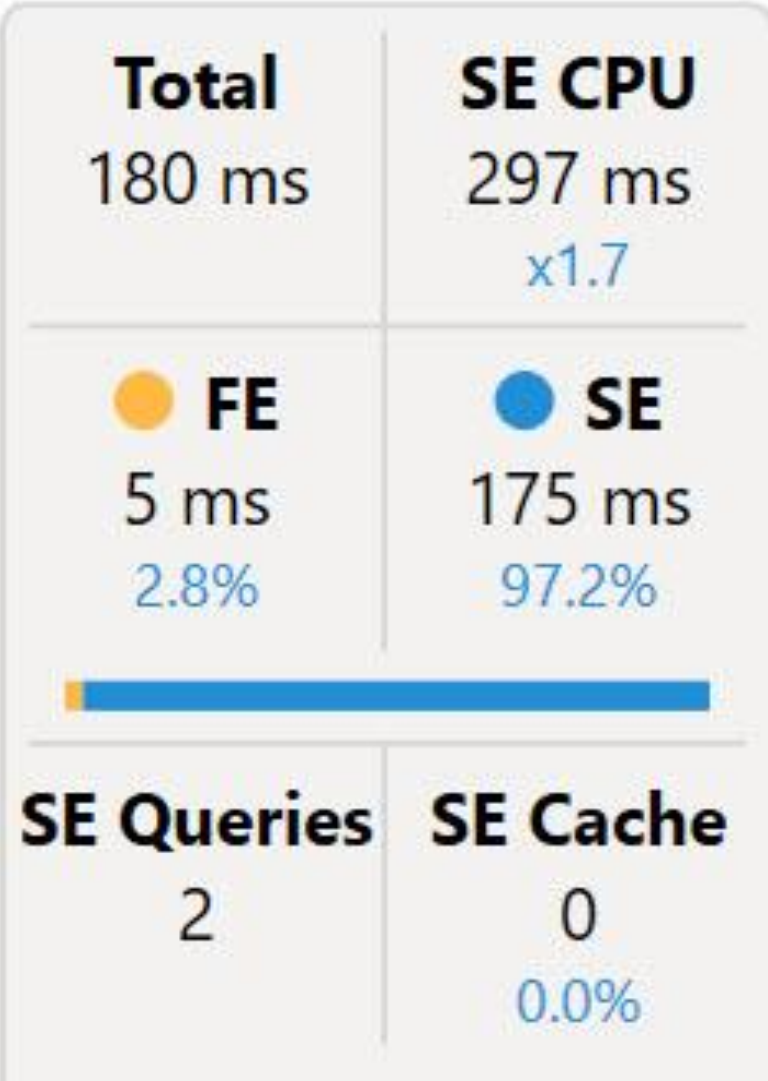 Total SE CPU
180 ms 297 ms
x1.7
FE SE
5 ms 175 ms
2.8% 97.2%
SE Queries SE Cache
2 0
0.0%